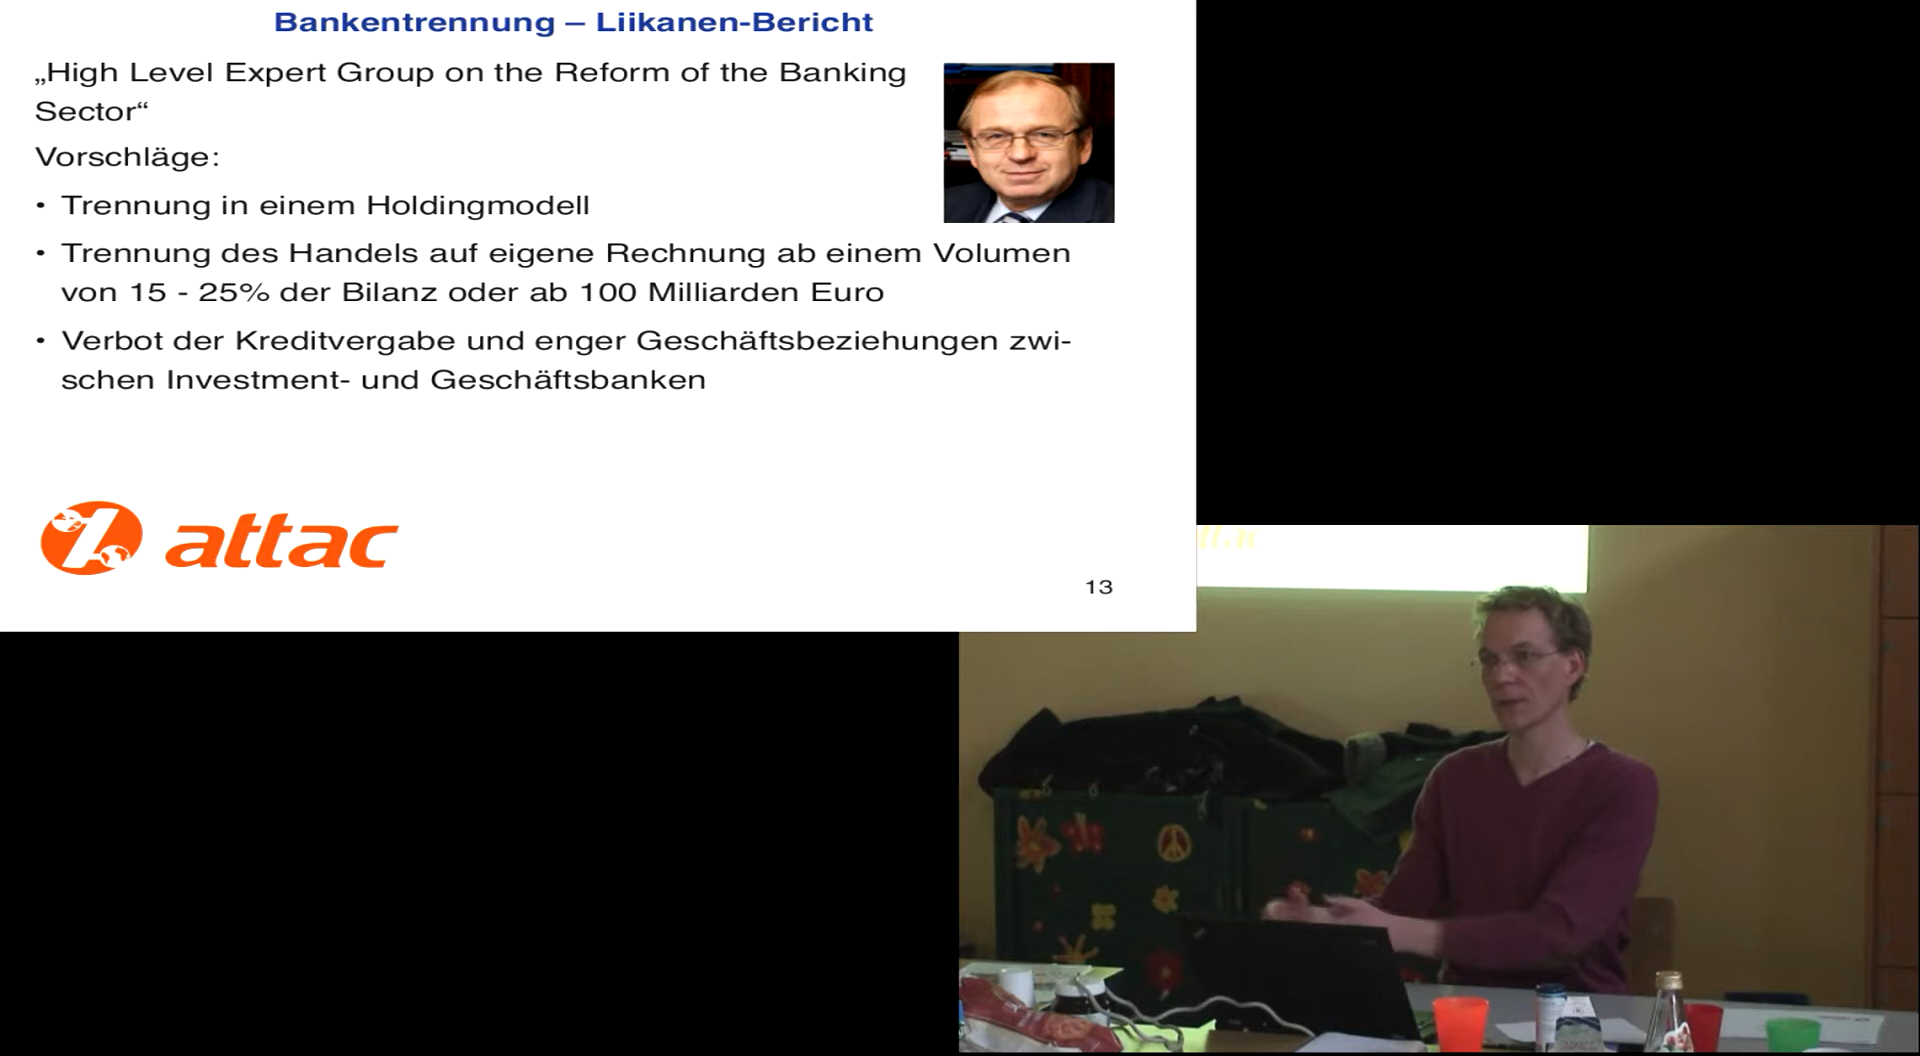 Bankentrennung – Liikanen-Bericht
„High Level Expert Group on the Reform of the Banking
Sector“
Vorschläge:
• Trennung in einem Holdingmodell
• Trennung des Handels auf eigene Rechnung ab einem Volumen
von 15 - 25% der Bilanz oder ab 100 Milliarden Euro
• Verbot der Kreditvergabe und enger Geschäftsbeziehungen zwi-
schen Investment- und Geschäftsbanken
attac
13